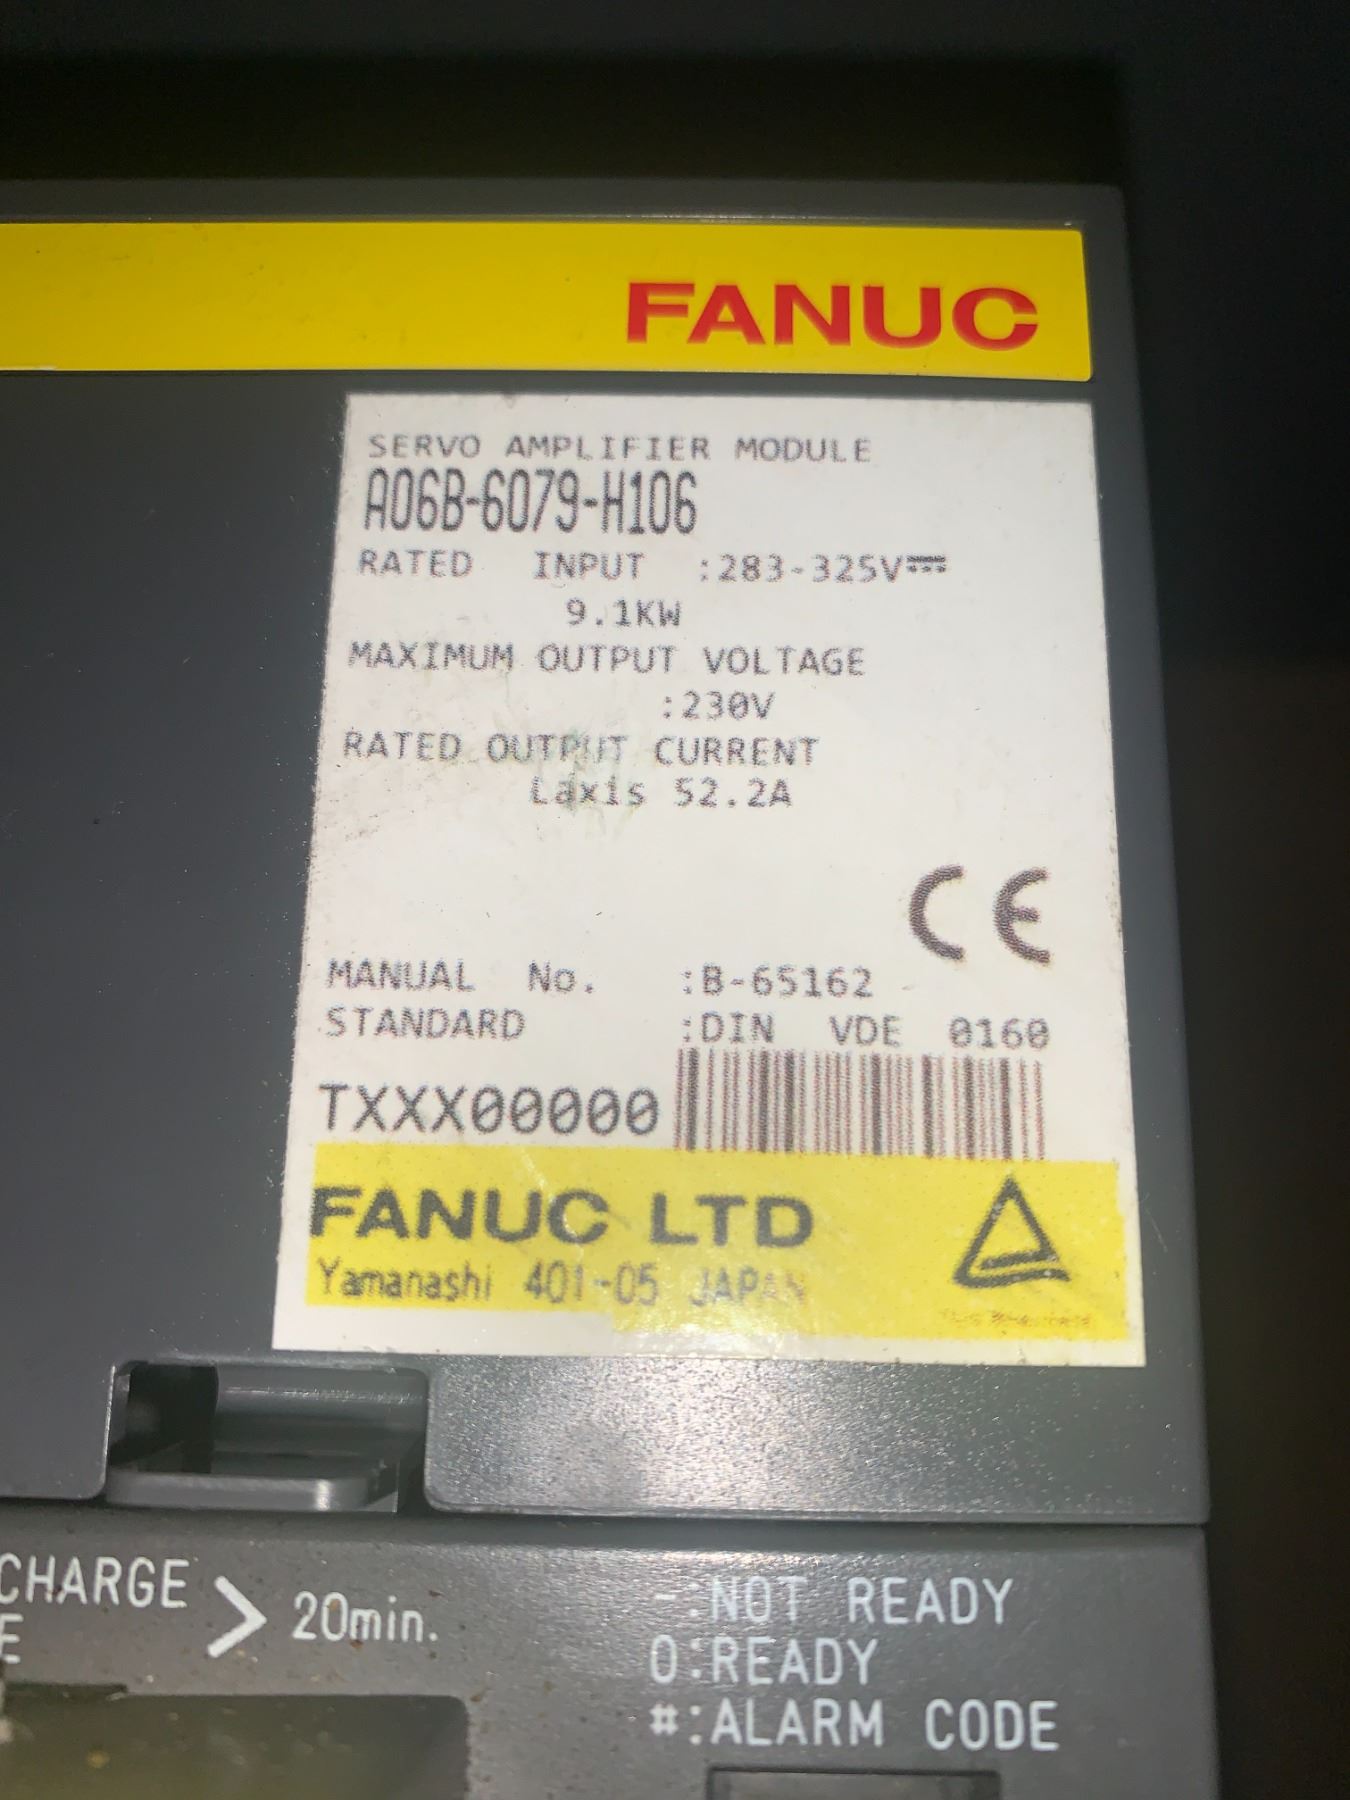 FANUC
SERVO AMPLIFIER MODULE
A06B-6079-H106
RATED INPUT :283-325V⎓
9.1KW
MAXIMUM OUTPUT VOLTAGE
:230V
RATED OUTPUT CURRENT
Laxis 52.2A
CE
MANUAL No. :B-65162
STANDARD :DIN VDE 0160
TXXX00000
FANUC LTD
Yamanashi 401-05 JAPAN
CHARGE
E
> 20min.
-:NOT READY
0:READY
#:ALARM CODE